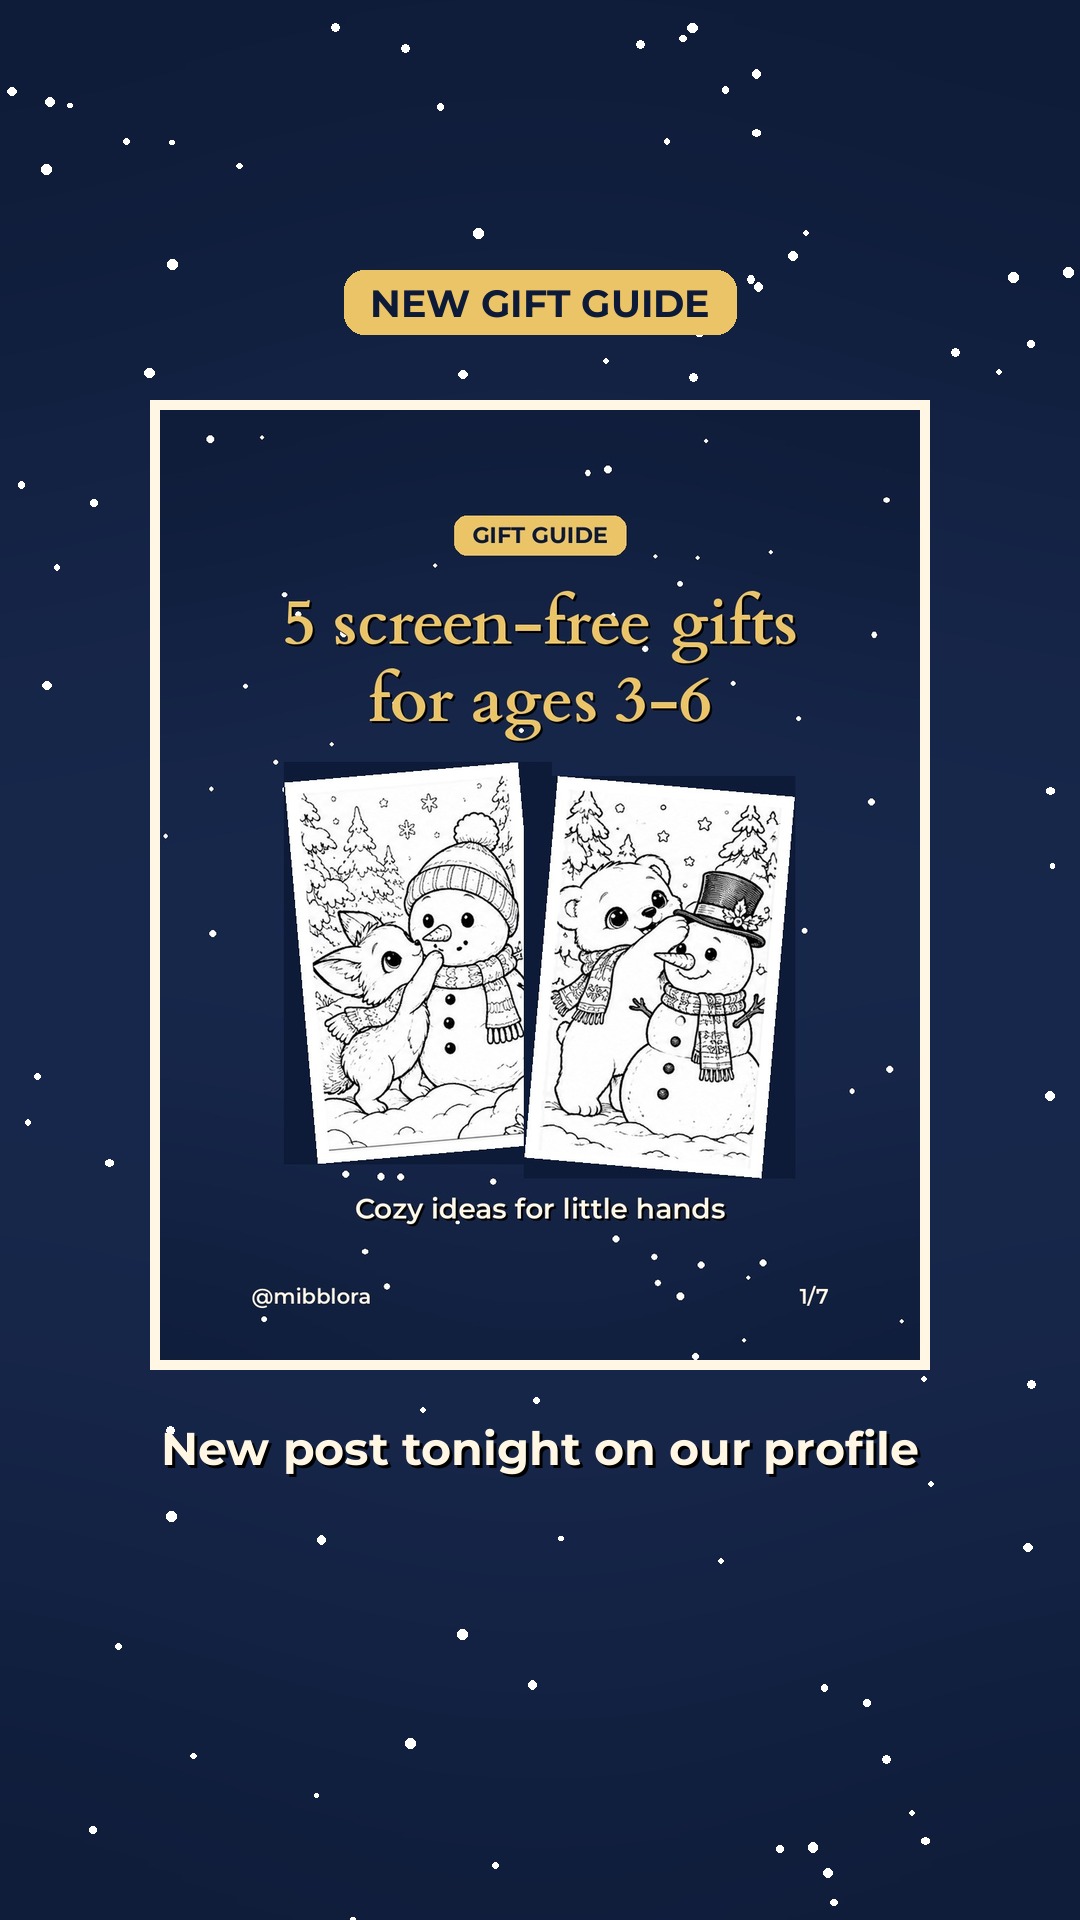 NEW GIFT GUIDE
GIFT GUIDE
5 screen-free gifts
for ages 3-6
Cozy ideas for little hands
@mibblora
1/7
New post tonight on our profile